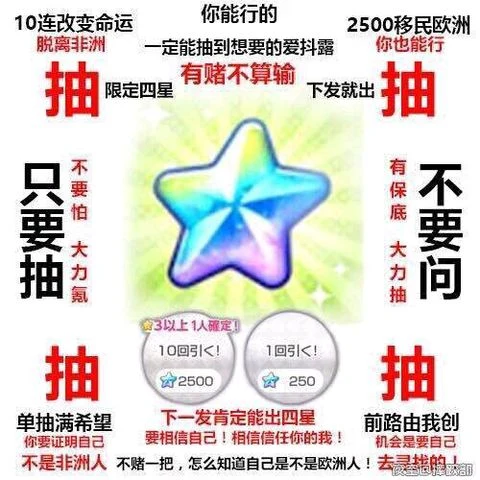 你能行的
10连改变命运
2500移民欧洲
脱离非洲
一定能抽到想要的爱抖露
你也能行
有赌不算输
抽
限定四星
下发就出
抽
只要抽
不要怕 大力氪
有保底 大力抽
不要问
★3以上1人確定!
10回引く!
2500
1回引く!
250
抽
抽
单抽满希望
下一发肯定能出四星
前路由我创
你要证明自己
要相信自己!相信信任你的我!
机会是要自己
不是非洲人
不赌一把,怎么知道自己是不是欧洲人!
去寻找的!